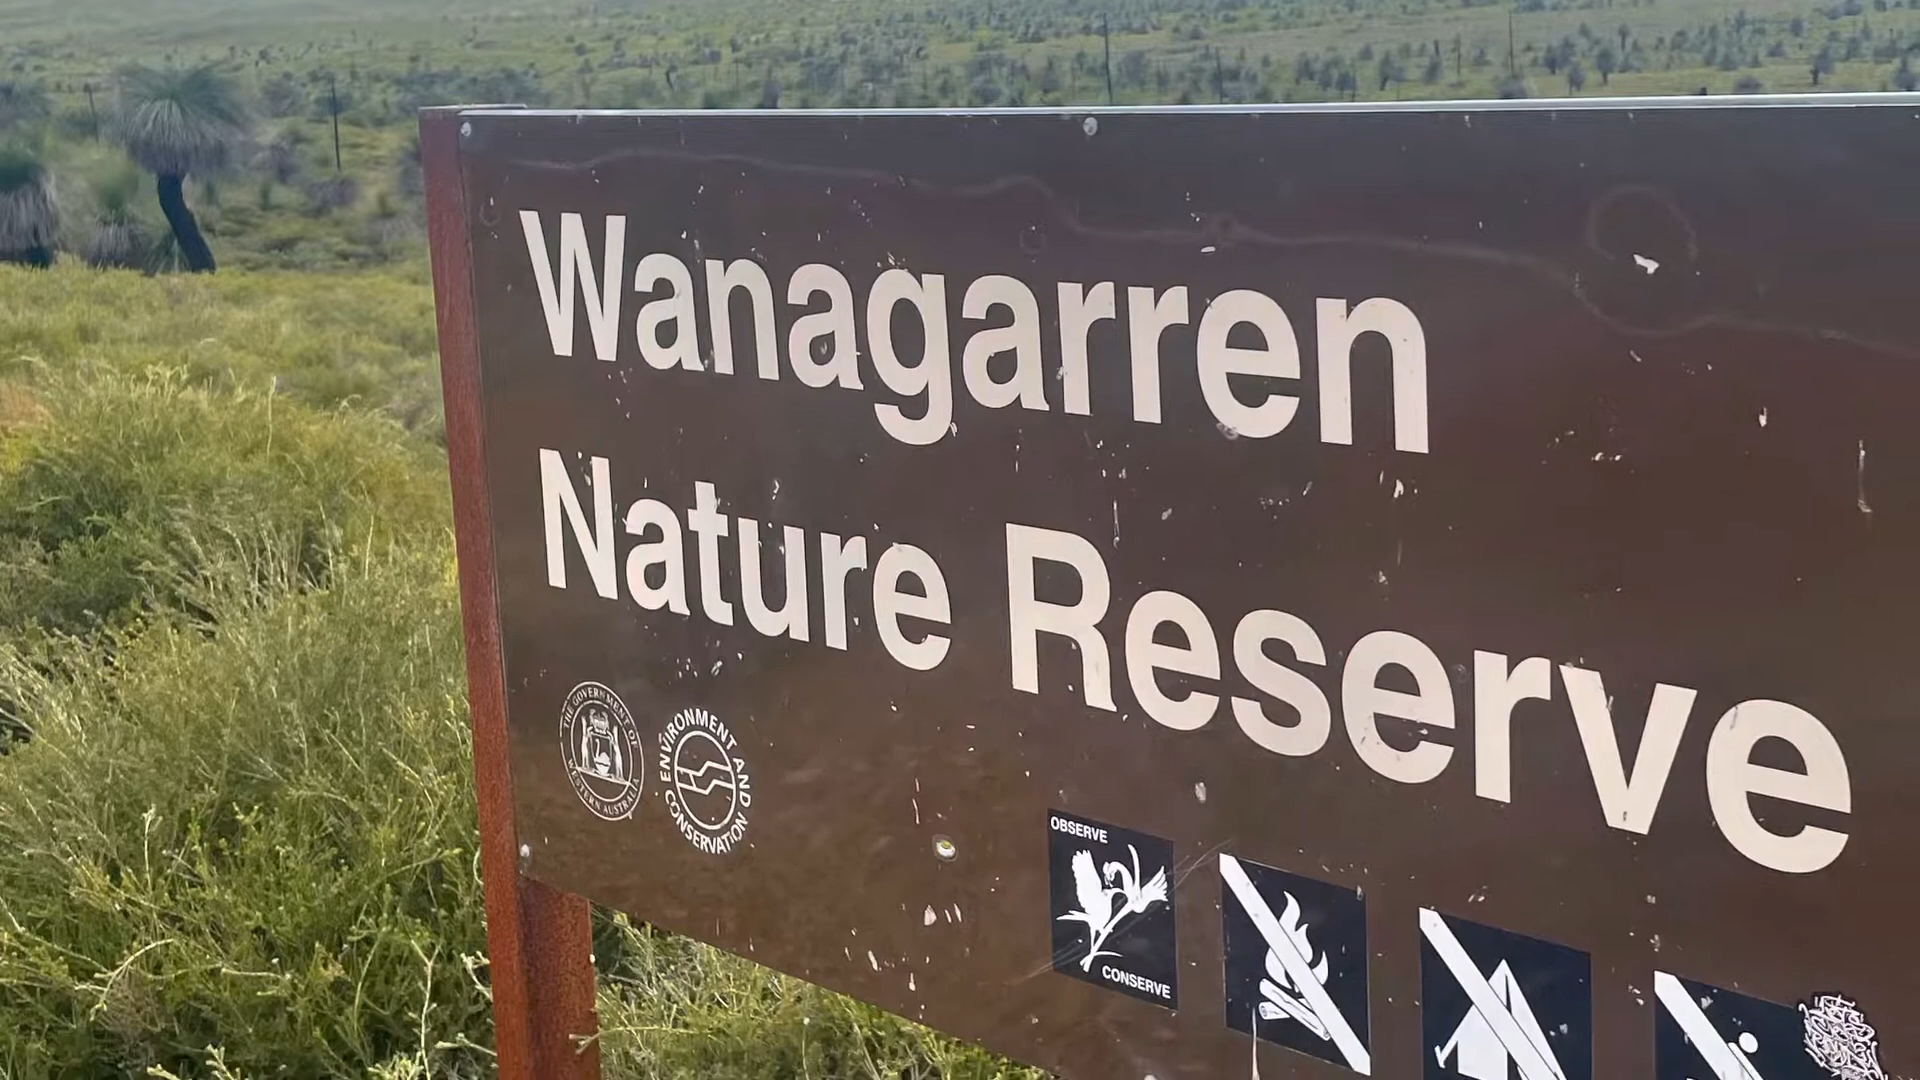 Wanagarren
Nature Reserve
THE GOVERNMENT OF
WESTERN AUSTRALIA
ENVIRONMENT AND
CONSERVATION
OBSERVE
CONSERVE